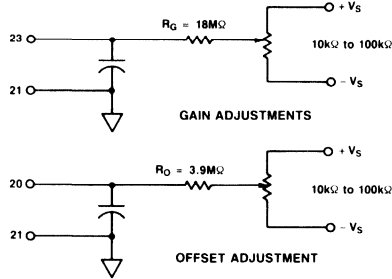 + VS
RG = 18MΩ
23
10kΩ to 100kΩ
21
− VS
GAIN ADJUSTMENTS
+ VS
RO = 3.9MΩ
20
10kΩ to 100kΩ
21
− VS
OFFSET ADJUSTMENT